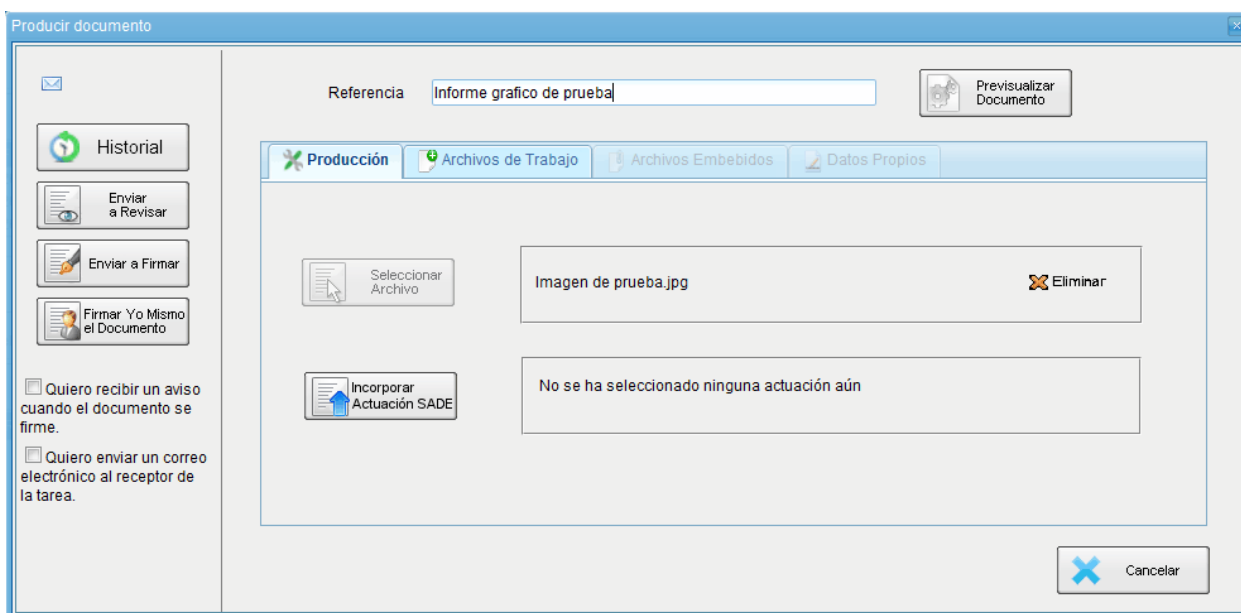 Producir documento
Referencia
Informe grafico de prueba
Previsualizar
Documento
Historial
Enviar
a Revisar
Enviar a Firmar
Firmar Yo Mismo
el Documento
Quiero recibir un aviso
cuando el documento se
firme.
Quiero enviar un correo
electrónico al receptor de
la tarea.
Producción
Archivos de Trabajo
Archivos Embebidos
Datos Propios
Seleccionar
Archivo
Imagen de prueba.jpg
Eliminar
Incorporar
Actuación SADE
No se ha seleccionado ninguna actuación aún
Cancelar